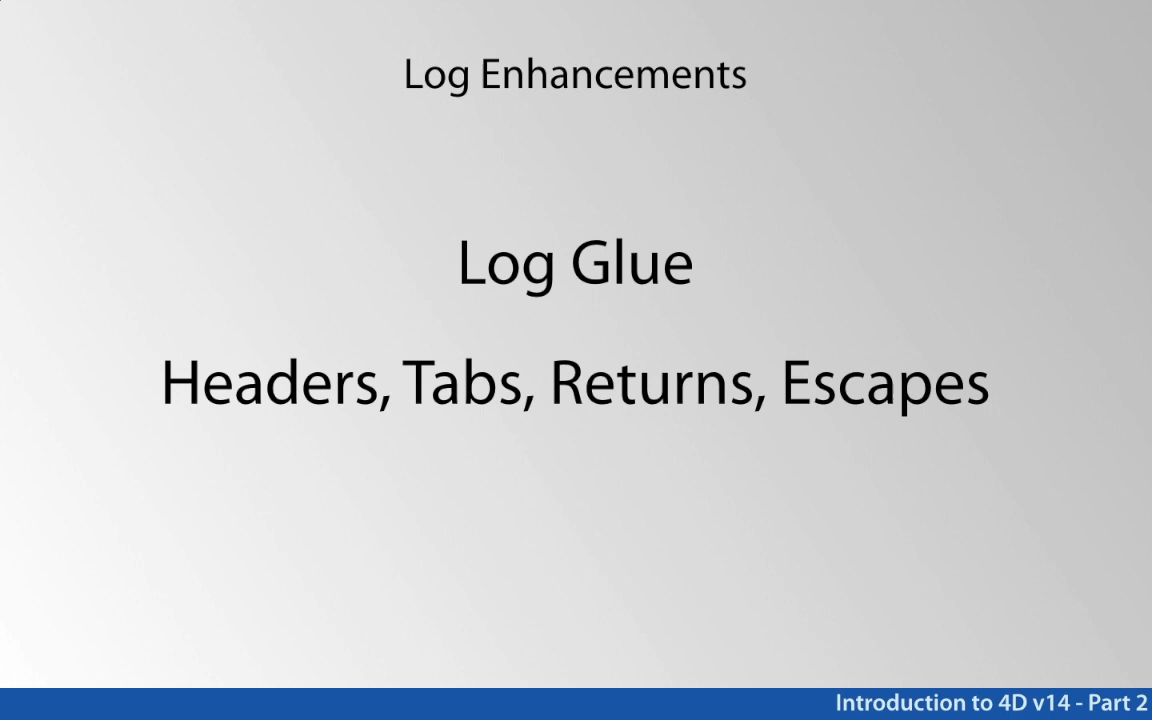 Log Enhancements
Log Glue
Headers, Tabs, Returns, Escapes
Introduction to 4D v14 - Part 2